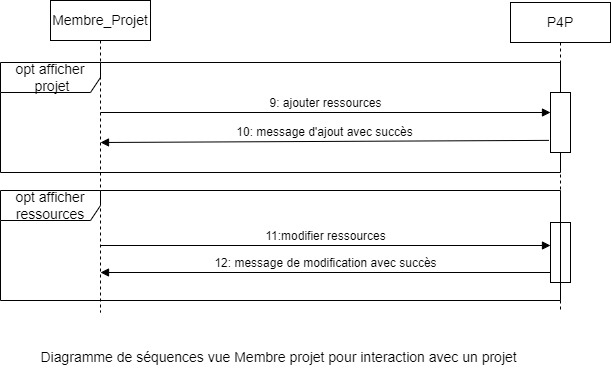 Membre_Projet
P4P
opt afficher
projet
9: ajouter ressources
10: message d'ajout avec succès
opt afficher
ressources
11:modifier ressources
12: message de modification avec succès
Diagramme de séquences vue Membre projet pour interaction avec un projet